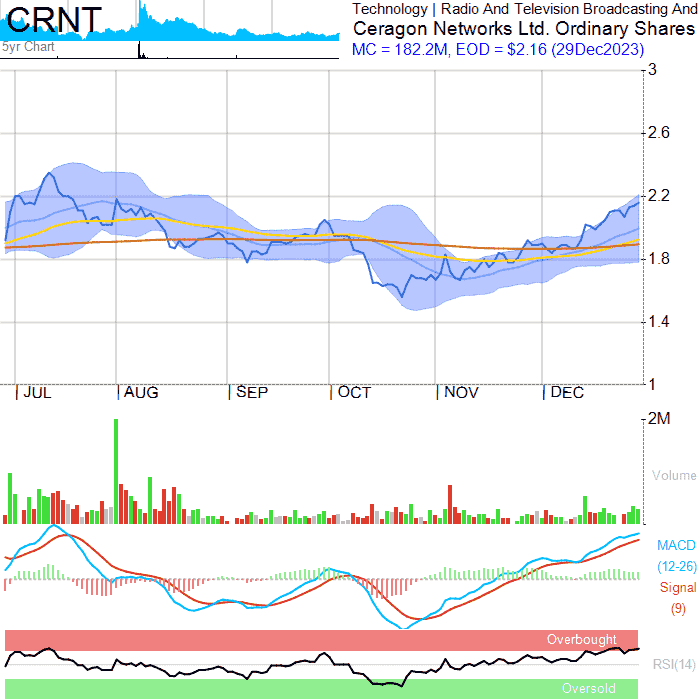 CRNT
5yr Chart
Technology | Radio And Television Broadcasting And
Ceragon Networks Ltd. Ordinary Shares
MC = 182.2M, EOD = $2.16 (29Dec2023)
3
2.6
2.2
1.8
1.4
1
JUL AUG SEP OCT NOV DEC
2M
Volume
MACD
(12-26)
Signal
(9)
Overbought
RSI(14)
Oversold